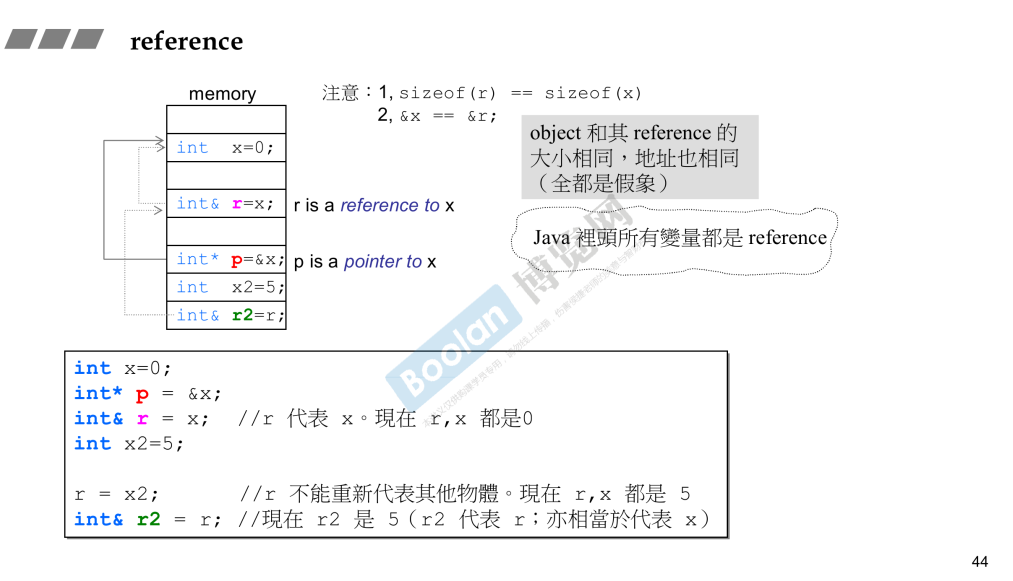 reference
memory
注意：1, sizeof(r) == sizeof(x)
2, &x == &r;
object 和其 reference 的
大小相同，地址也相同
（全都是假象）
int x=0;
int& r=x;
r is a reference to x
Java 裡頭所有變量都是 reference
int* p=&x;
p is a pointer to x
int x2=5;
int& r2=r;
博览网
Boolan
int x=0;
int* p = &x;
int& r = x; //r 代表 x。現在 r,x 都是0
int x2=5;
r = x2; //r 不能重新代表其他物體。現在 r,x 都是 5
int& r2 = r; //現在 r2 是 5（r2 代表 r；亦相當於代表 x）
44